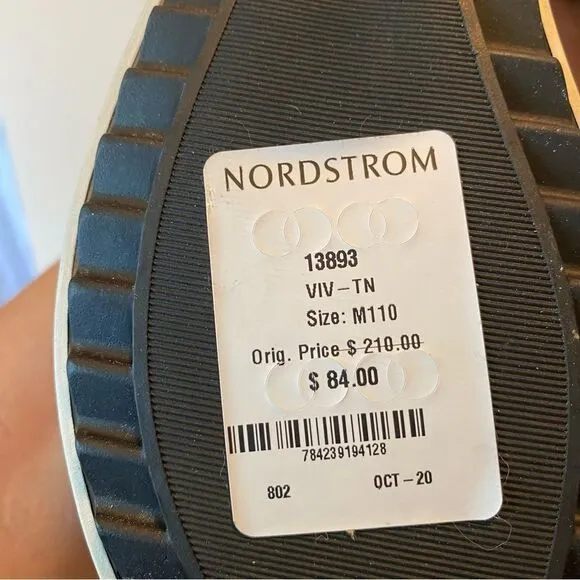 NORDSTROM
13893
VIV-TN
Size: M110
Orig. Price $ 210.00
$ 84.00
784239194128
802 OCT-20